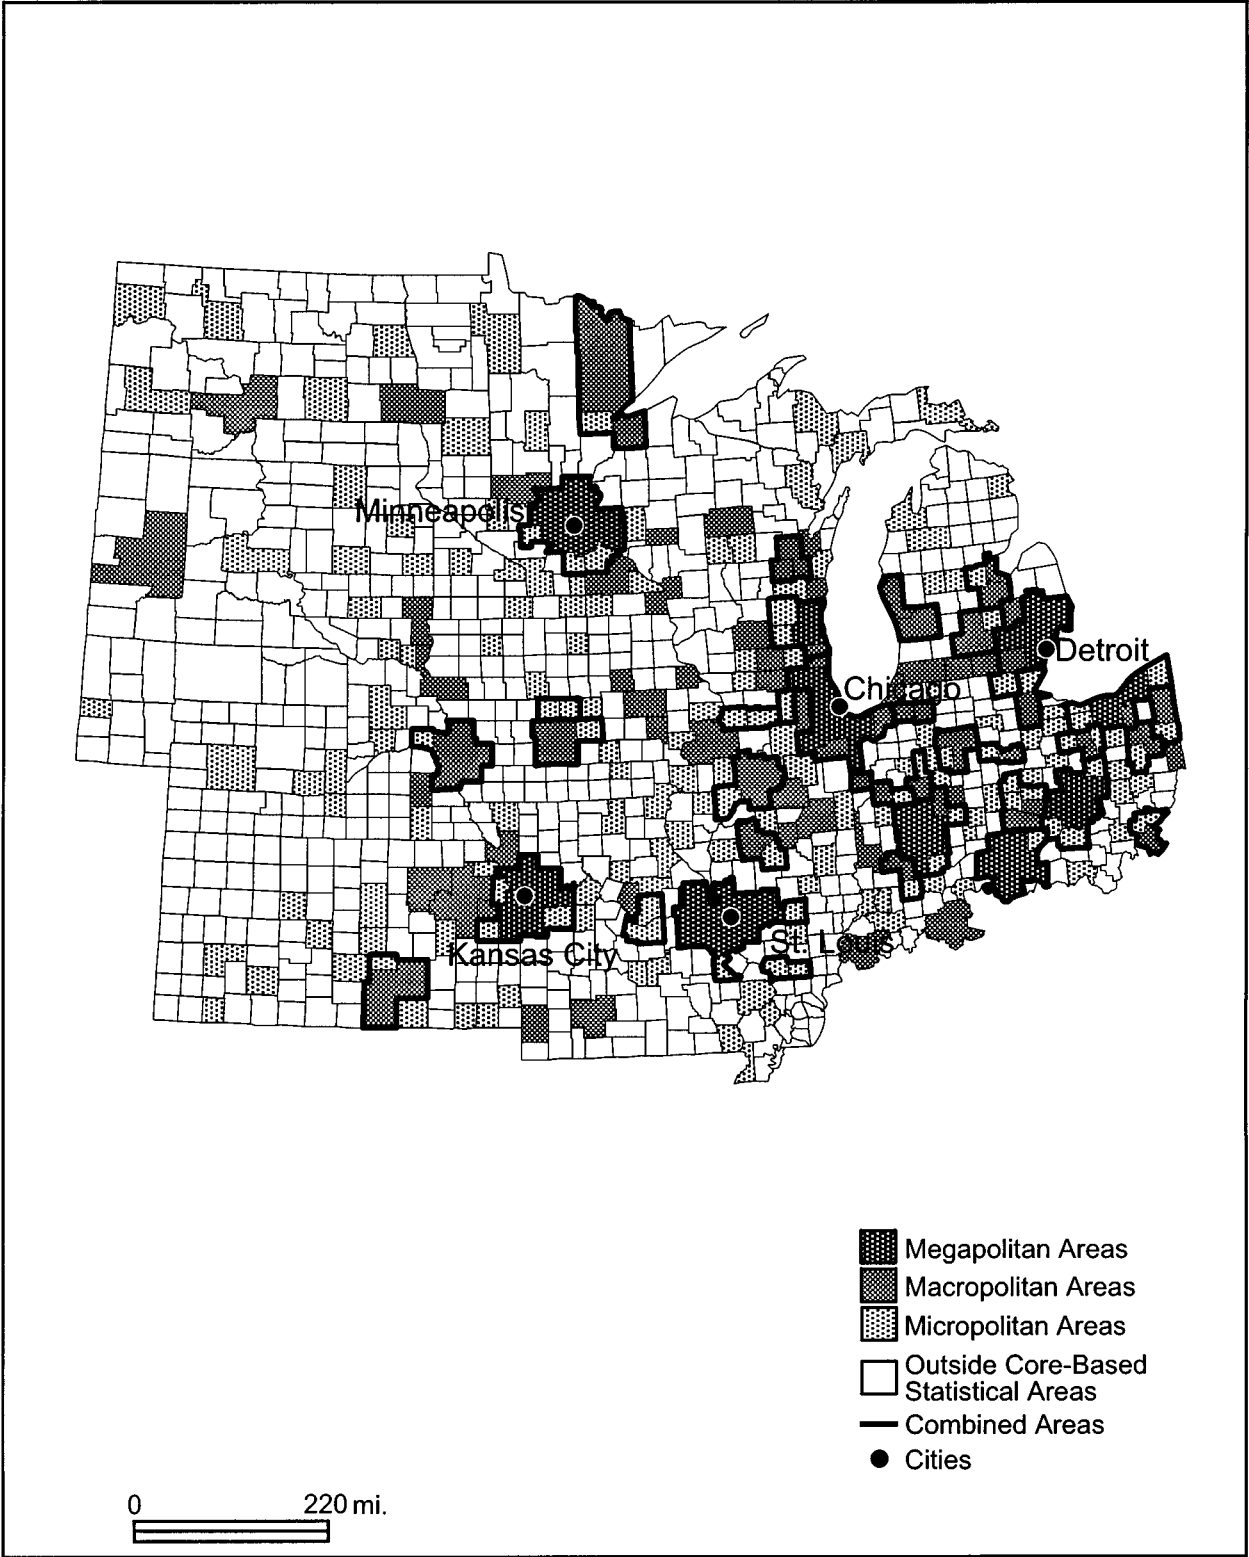 Minneapolis
Detroit
Chicago
St. Louis
Kansas City
Megapolitan Areas
Macropolitan Areas
Micropolitan Areas
Outside Core-Based
Statistical Areas
Combined Areas
Cities
0 220 mi.